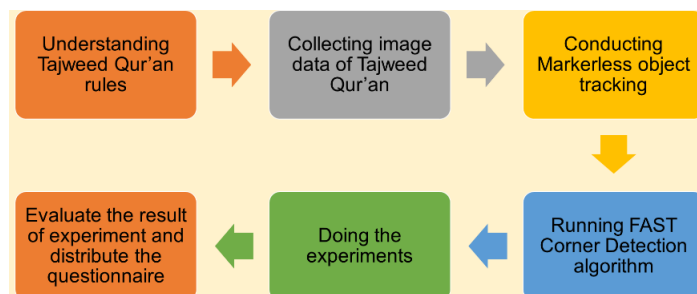 Understanding
Tajweed Qur'an
rules
Collecting image
data of Tajweed
Qur'an
Conducting
Markerless object
tracking
Running FAST
Corner Detection
algorithm
Doing the
experiments
Evaluate the result
of experiment and
distribute the
questionnaire